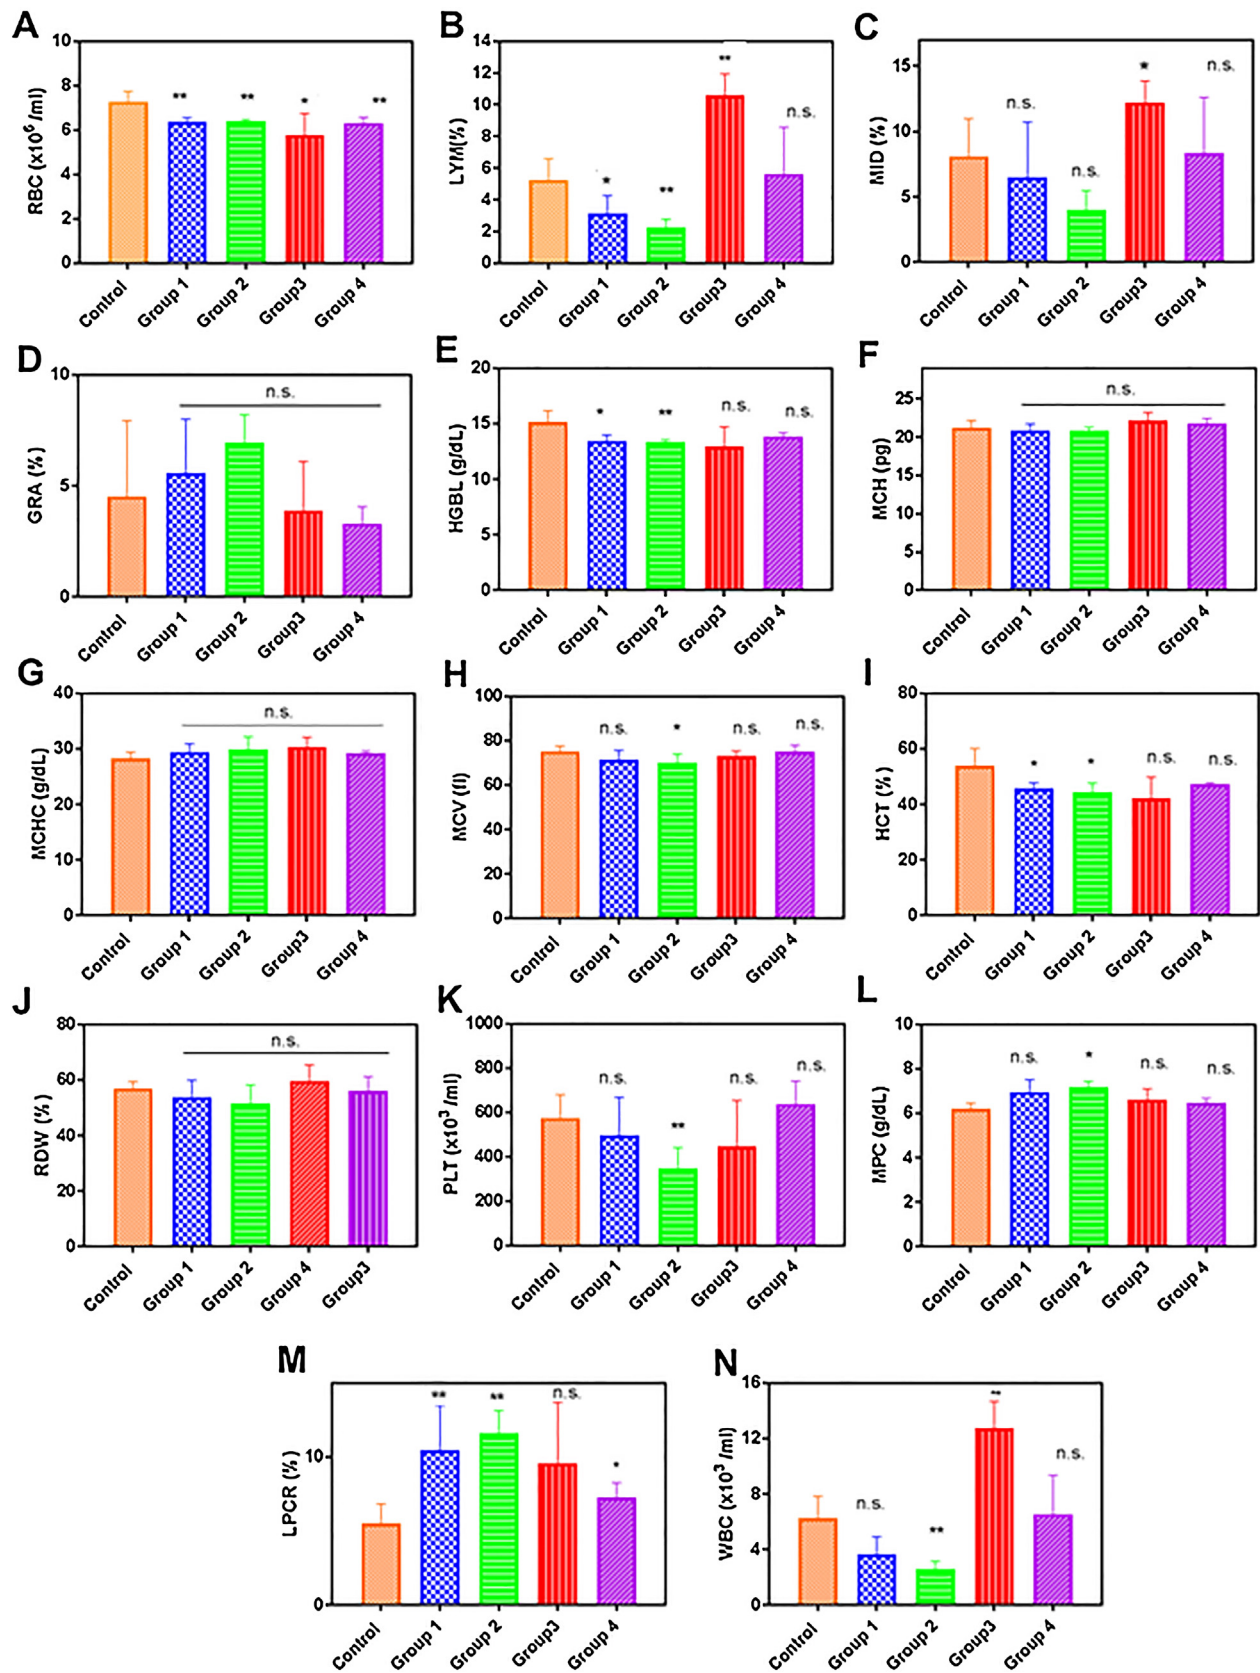 A
RBC (x10⁶ /ml)
10
8
6
4
2
0
** ** * **
Control Group 1 Group 2 Group3 Group 4
B
LYM(%)
14
12
10
8
6
4
2
0
* ** ** n.s.
Control Group 1 Group 2 Group3 Group 4
C
MID (%)
15
10
5
0
n.s. n.s. * n.s.
Control Group 1 Group 2 Group3 Group 4
D
GRA (%)
10
5
0
n.s.
Control Group 1 Group 2 Group3 Group 4
E
HGBL (g/dL)
20
15
10
5
0
* ** n.s. n.s.
Control Group 1 Group 2 Group3 Group 4
F
MCH (pg)
25
20
15
10
5
0
n.s.
Control Group 1 Group 2 Group3 Group 4
G
MCHC (g/dL)
40
30
20
10
0
n.s.
Control Group 1 Group 2 Group3 Group 4
H
MCV (fl)
100
80
60
40
20
0
n.s. * n.s. n.s.
Control Group 1 Group 2 Group3 Group 4
I
HCT (%)
80
60
40
20
0
* * n.s. n.s.
Control Group 1 Group 2 Group3 Group 4
J
RDW (%)
80
60
40
20
0
n.s.
Control Group 1 Group 2 Group 4 Group3
K
PLT (x10³ /ml)
1000
800
600
400
200
0
n.s. ** n.s. n.s.
Control Group 1 Group 2 Group3 Group 4
L
MPC (g/dL)
10
8
6
4
2
0
n.s. * n.s. n.s.
Control Group 1 Group 2 Group3 Group 4
M
LPCR (%)
10
0
** ** n.s. *
Control Group 1 Group 2 Group3 Group 4
N
WBC (x10³ /ml)
16
12
8
4
0
n.s. ** ** n.s.
Control Group 1 Group 2 Group3 Group 4